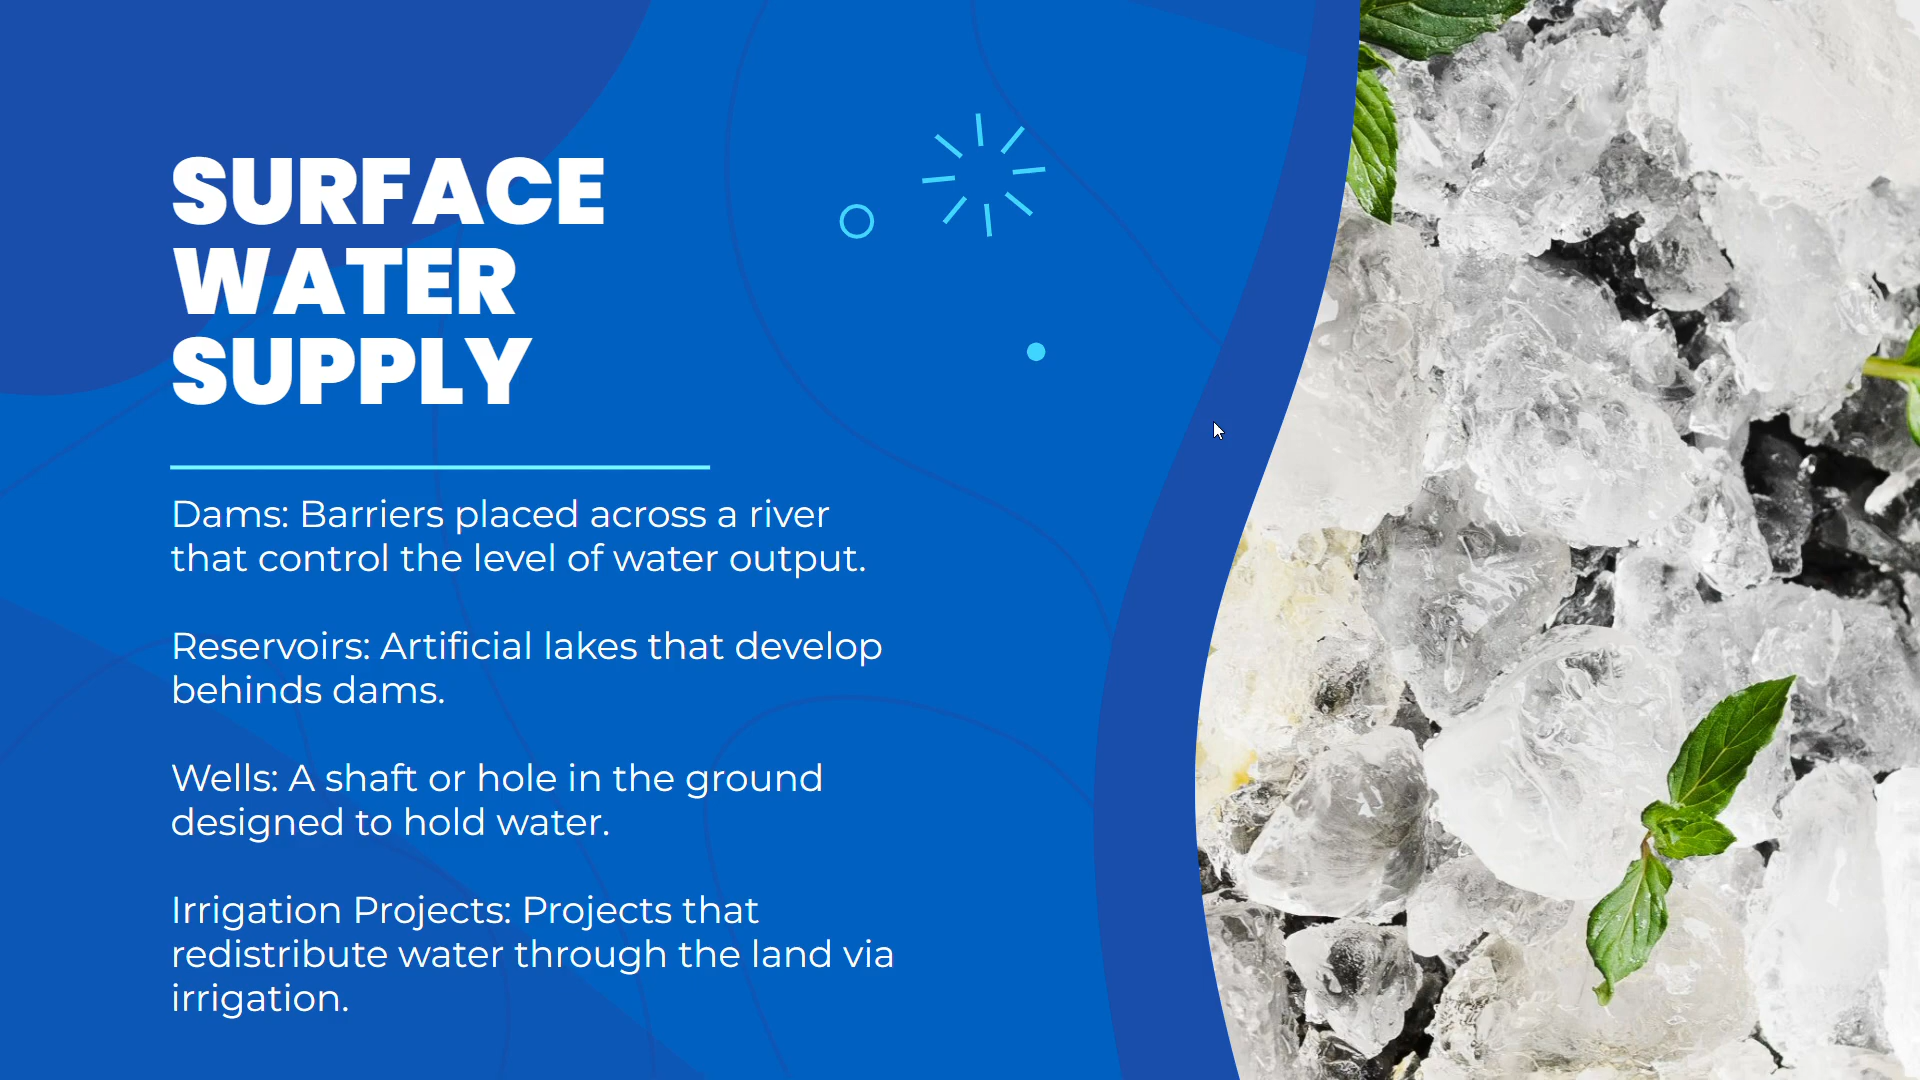 SURFACE
WATER
SUPPLY
Dams: Barriers placed across a river
that control the level of water output.
Reservoirs: Artificial lakes that develop
behinds dams.
Wells: A shaft or hole in the ground
designed to hold water.
Irrigation Projects: Projects that
redistribute water through the land via
irrigation.